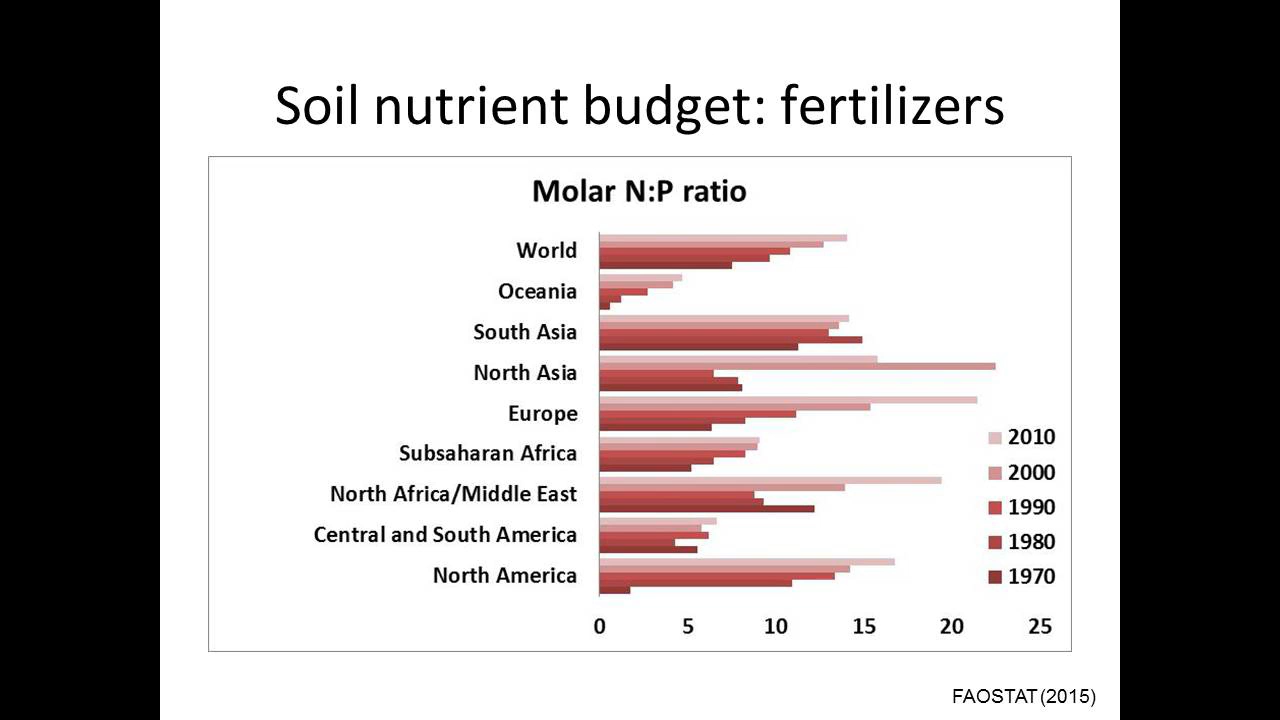 Soil nutrient budget: fertilizers
Molar N:P ratio
World
Oceania
South Asia
North Asia
Europe
Subsaharan Africa
North Africa/Middle East
Central and South America
North America
2010
2000
1990
1980
1970
0 5 10 15 20 25
FAOSTAT (2015)